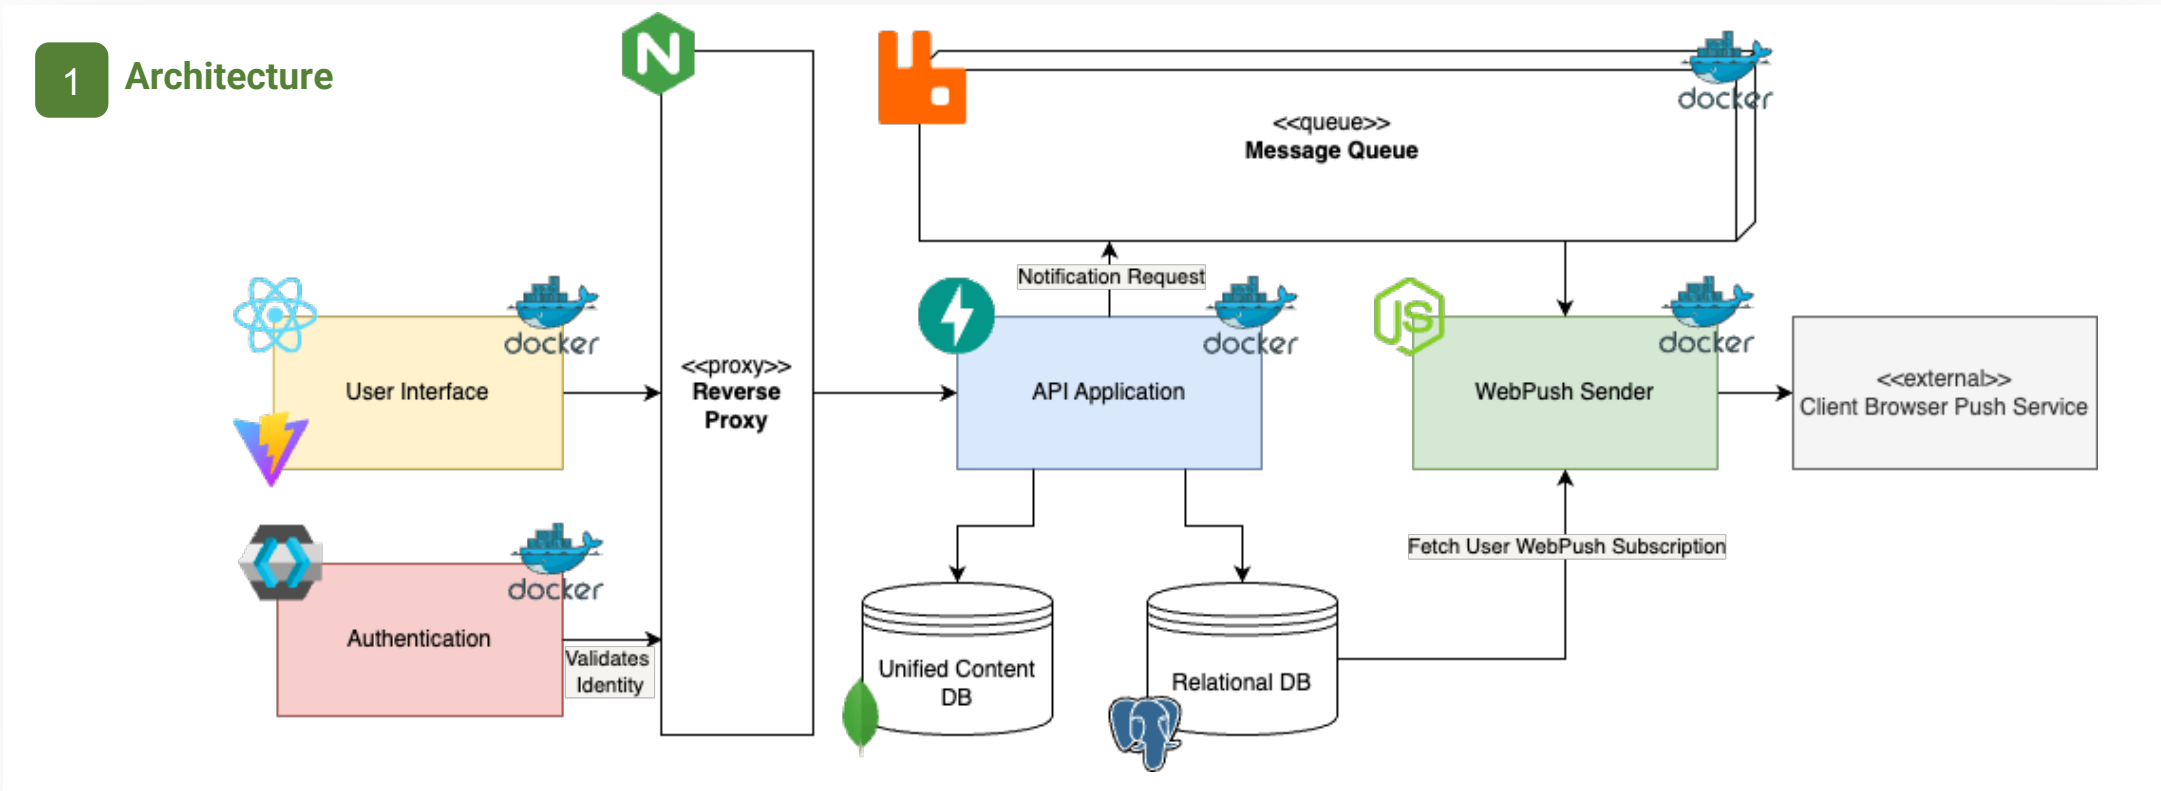 1
Architecture
N
<<queue>>
Message Queue
docker
Notification Request
docker
User Interface
<<proxy>>
Reverse
Proxy
docker
API Application
JS
docker
WebPush Sender
<<external>>
Client Browser Push Service
docker
Authentication
Validates
Identity
Fetch User WebPush Subscription
Unified Content
DB
Relational DB